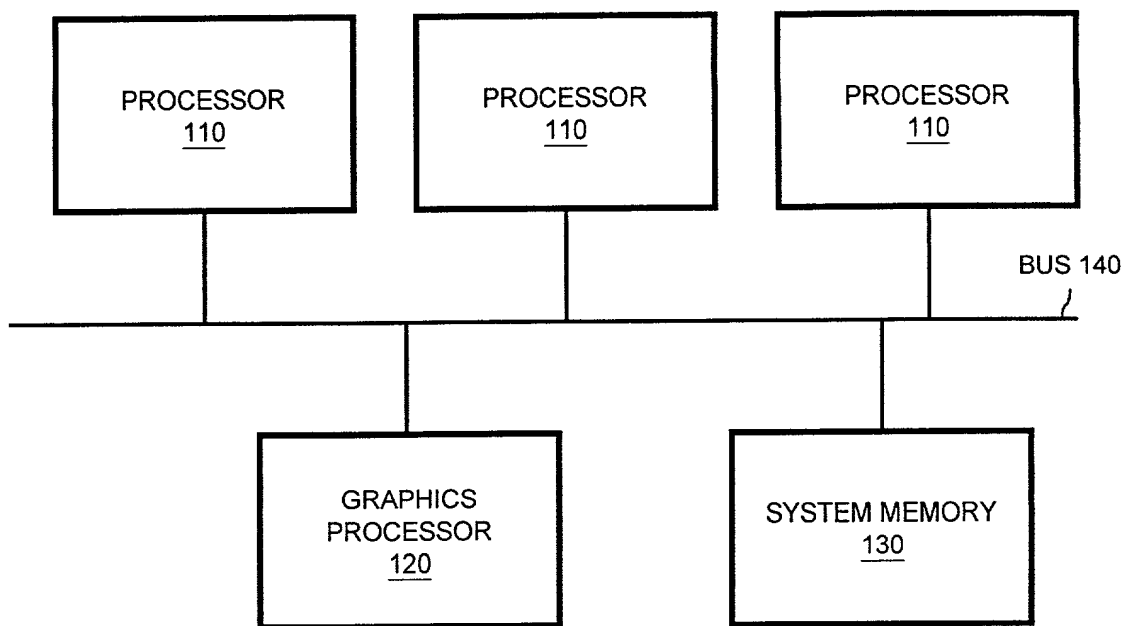 PROCESSOR
110
PROCESSOR
110
PROCESSOR
110
BUS 140
GRAPHICS
PROCESSOR
120
SYSTEM MEMORY
130